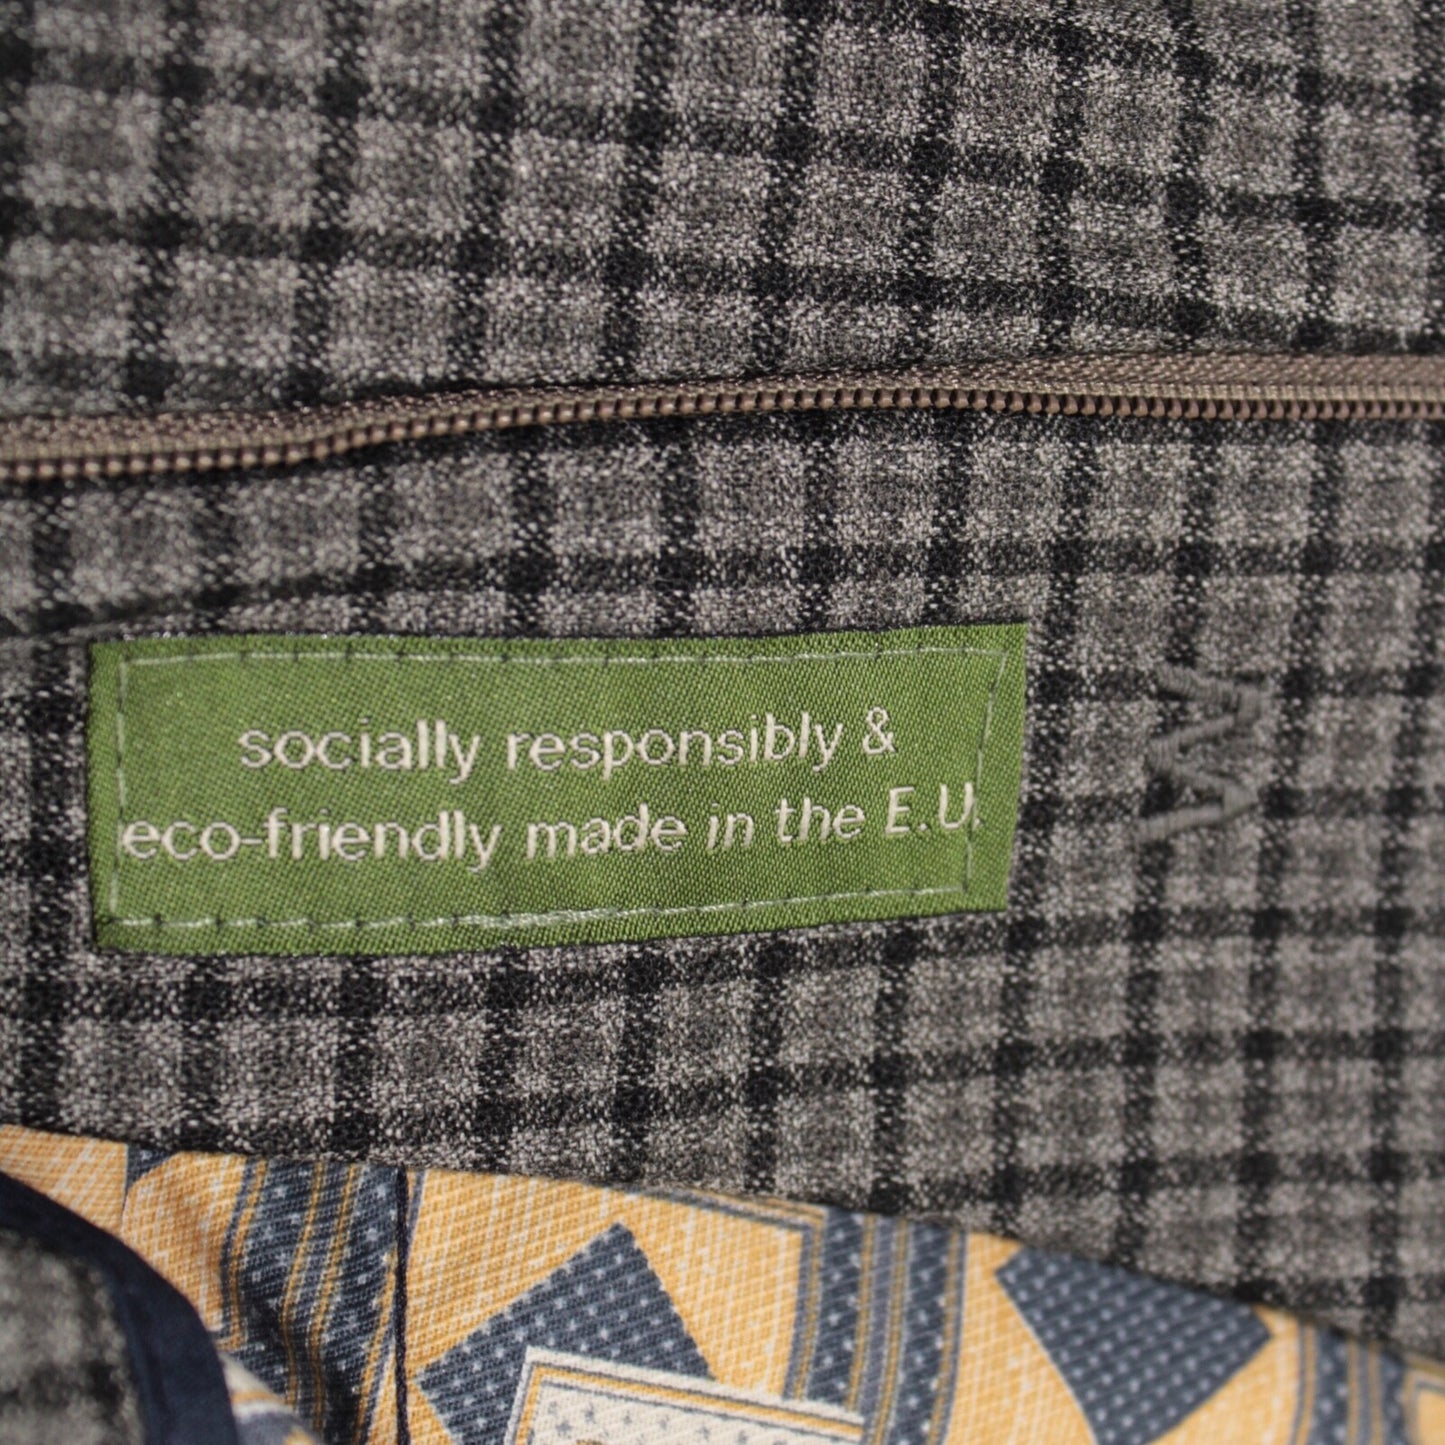 socially responsibly &
eco-friendly made in the E.U.